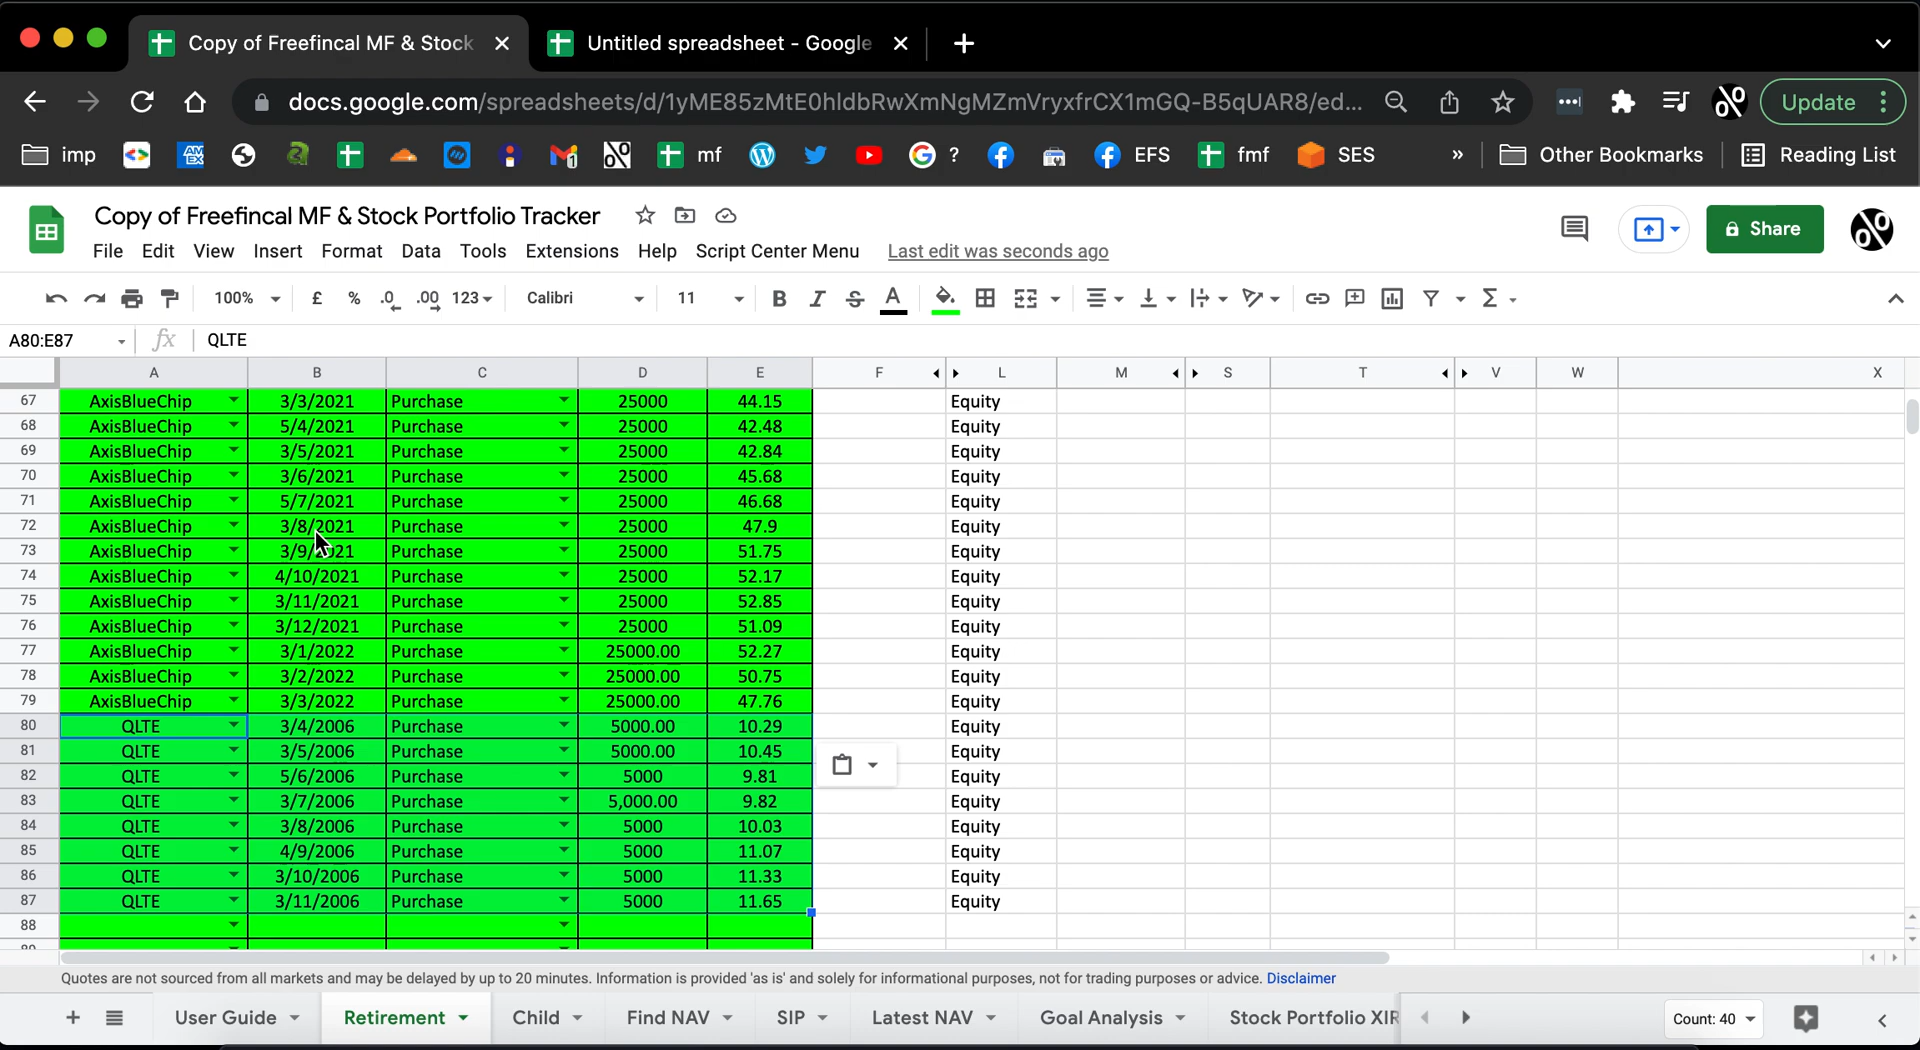 Copy of Freefincal MF & Stock
Untitled spreadsheet - Google
docs.google.com/spreadsheets/d/1yME85zMtE0hldbRwXmNgMZmVryxfrCX1mGQ-B5qUAR8/ed...
Update
imp
mf
?
EFS
fmf
SES
»
Other Bookmarks
Reading List
Copy of Freefincal MF & Stock Portfolio Tracker
Share
File Edit View Insert Format Data Tools Extensions Help Script Center Menu Last edit was seconds ago
100% £ % .0 .00 123 Calibri 11 B I S A Σ
A80:E87 fx QLTE
A B C D E F L M S T V W X
67 AxisBlueChip 3/3/2021 Purchase 25000 44.15 Equity
68 AxisBlueChip 5/4/2021 Purchase 25000 42.48 Equity
69 AxisBlueChip 3/5/2021 Purchase 25000 42.84 Equity
70 AxisBlueChip 3/6/2021 Purchase 25000 45.68 Equity
71 AxisBlueChip 5/7/2021 Purchase 25000 46.68 Equity
72 AxisBlueChip 3/8/2021 Purchase 25000 47.9 Equity
73 AxisBlueChip 3/9/2021 Purchase 25000 51.75 Equity
74 AxisBlueChip 4/10/2021 Purchase 25000 52.17 Equity
75 AxisBlueChip 3/11/2021 Purchase 25000 52.85 Equity
76 AxisBlueChip 3/12/2021 Purchase 25000 51.09 Equity
77 AxisBlueChip 3/1/2022 Purchase 25000.00 52.27 Equity
78 AxisBlueChip 3/2/2022 Purchase 25000.00 50.75 Equity
79 AxisBlueChip 3/3/2022 Purchase 25000.00 47.76 Equity
80 QLTE 3/4/2006 Purchase 5000.00 10.29 Equity
81 QLTE 3/5/2006 Purchase 5000.00 10.45 Equity
82 QLTE 5/6/2006 Purchase 5000 9.81 Equity
83 QLTE 3/7/2006 Purchase 5,000.00 9.82 Equity
84 QLTE 3/8/2006 Purchase 5000 10.03 Equity
85 QLTE 4/9/2006 Purchase 5000 11.07 Equity
86 QLTE 3/10/2006 Purchase 5000 11.33 Equity
87 QLTE 3/11/2006 Purchase 5000 11.65 Equity
88
Quotes are not sourced from all markets and may be delayed by up to 20 minutes. Information is provided 'as is' and solely for informational purposes, not for trading purposes or advice. Disclaimer
User Guide Retirement Child Find NAV SIP Latest NAV Goal Analysis Stock Portfolio XIR Count: 40